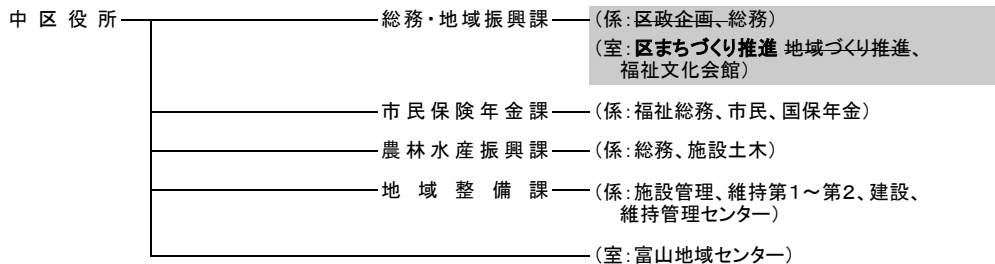 中区役所 総務・地域振興課 （係：区政企画、総務）
（室：区まちづくり推進 地域づくり推進、
福祉文化会館）
市民保険年金課 （係：福祉総務、市民、国保年金）
農林水産振興課 （係：総務、施設土木）
地域整備課 （係：施設管理、維持第１～第２、建設、
維持管理センター）
（室：富山地域センター）